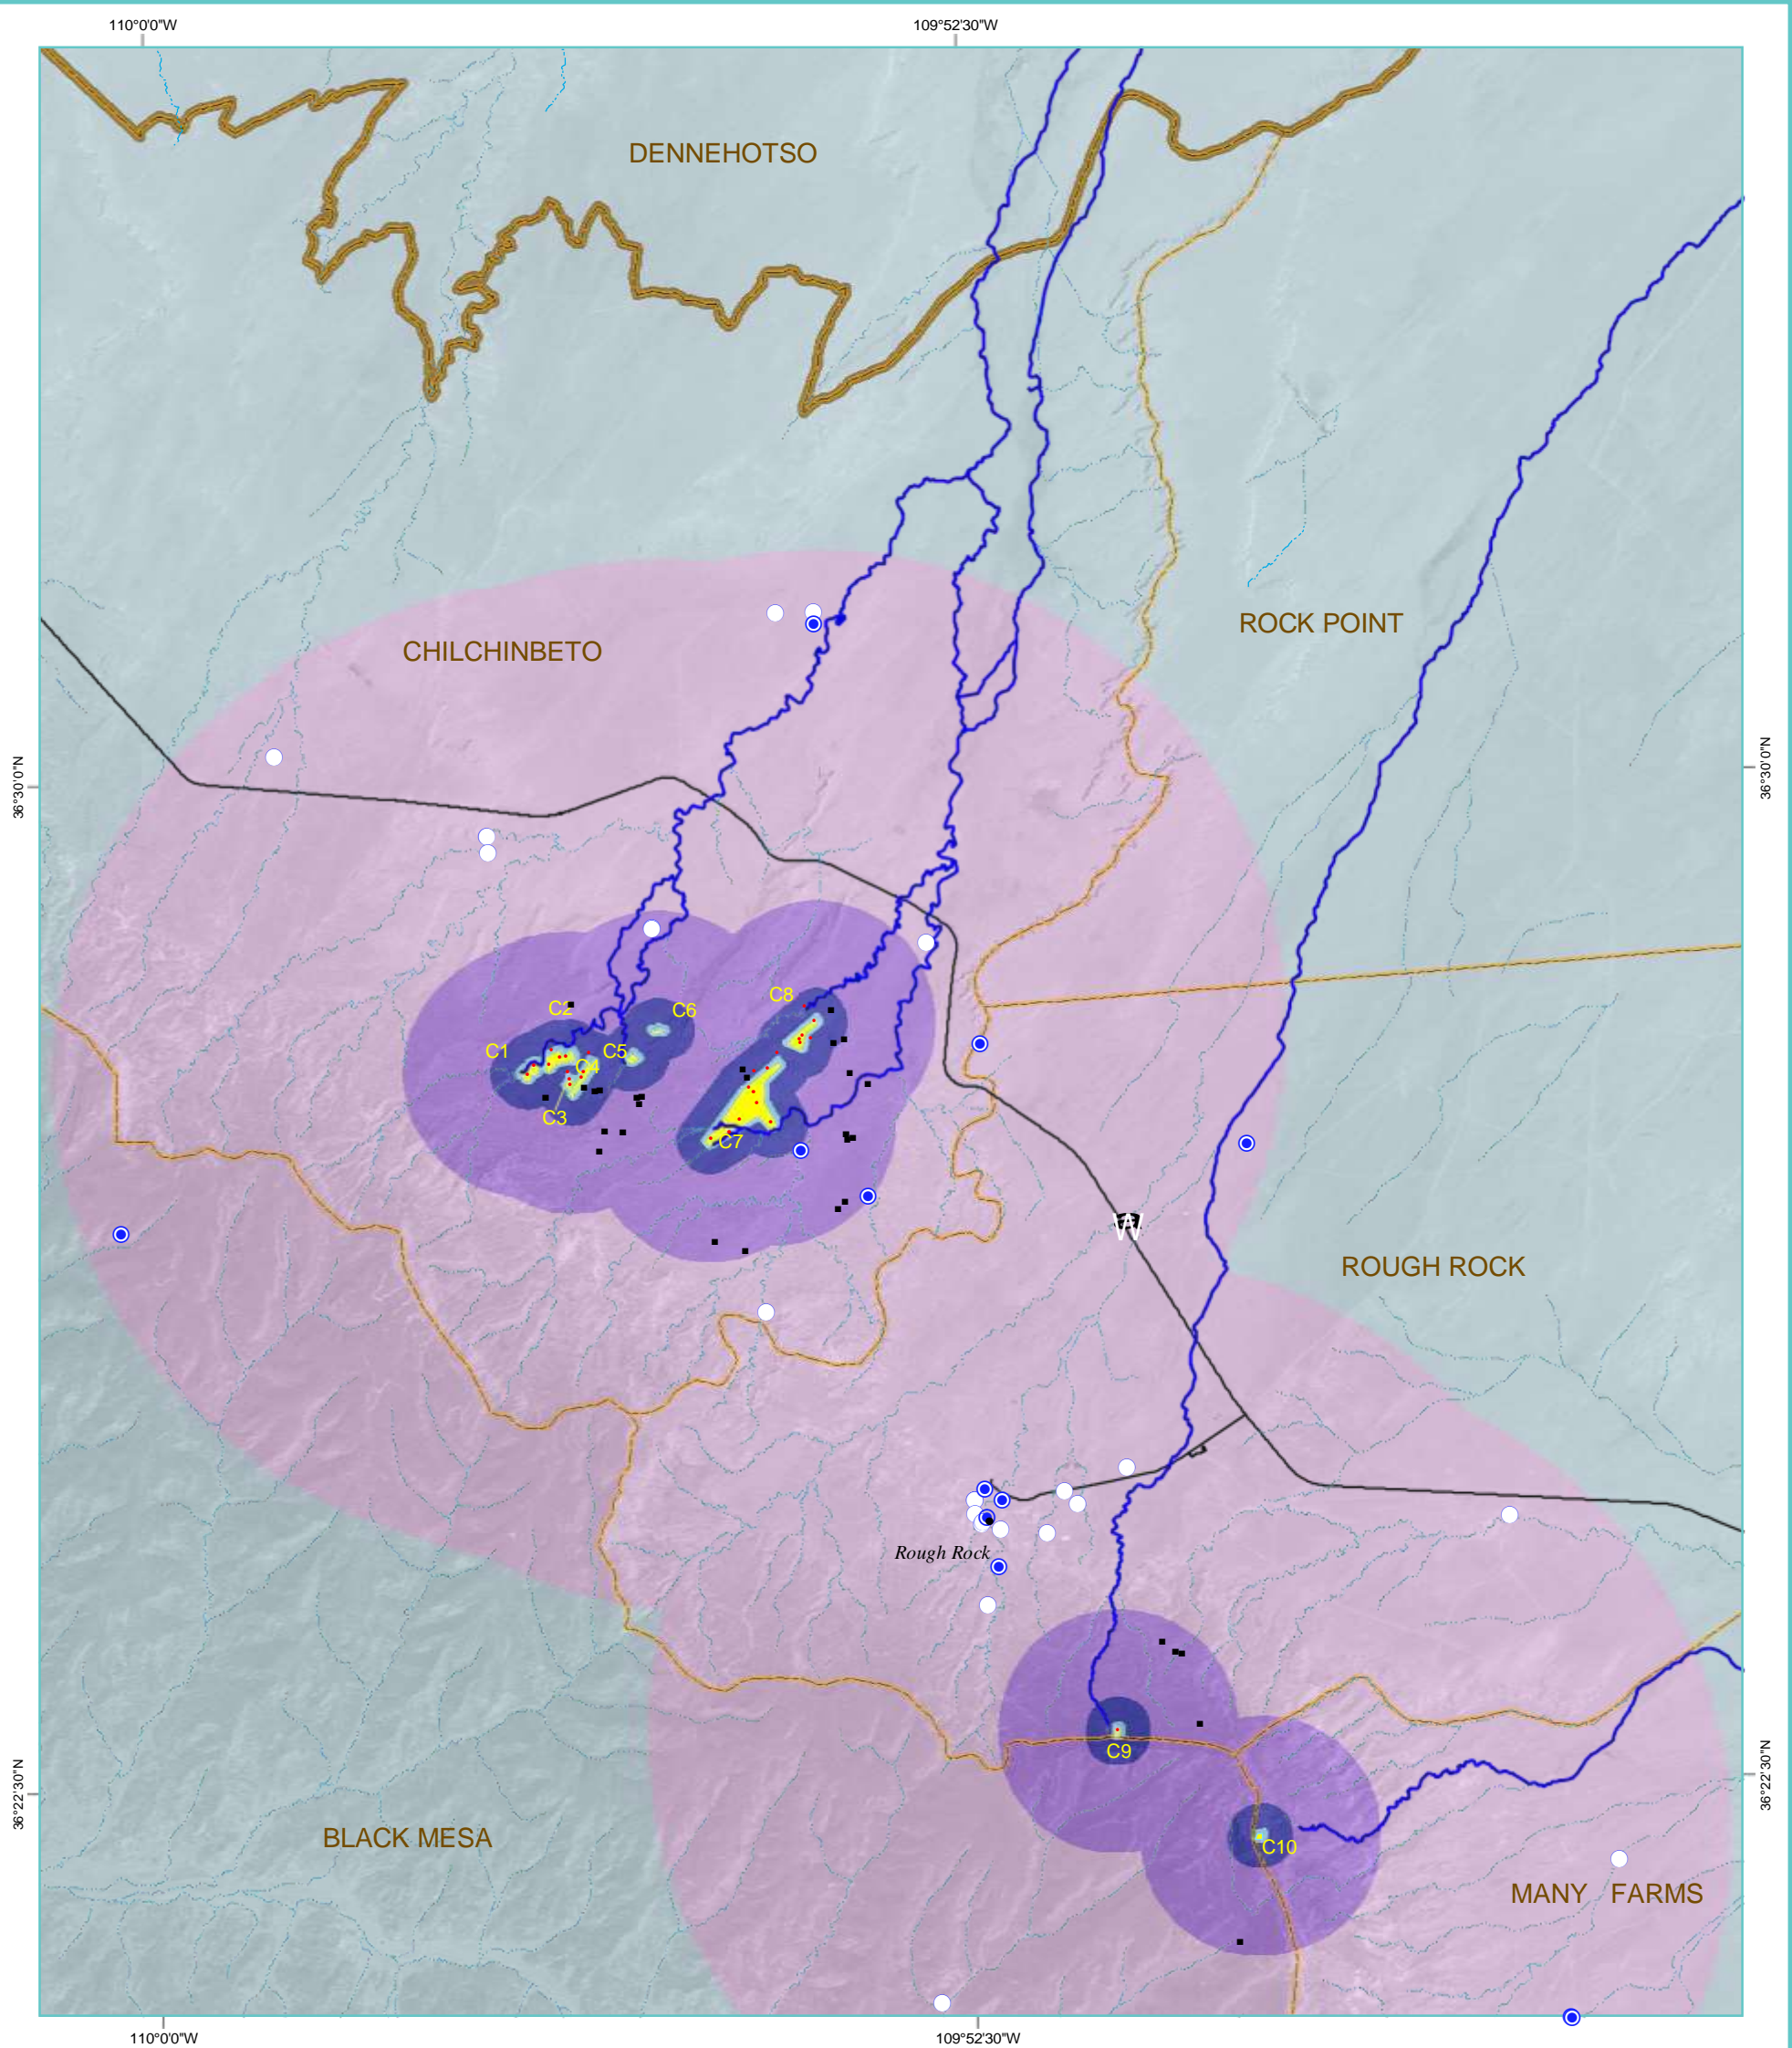 110°0'0"W
109°52'30"W
DENNEHOTSO
ROCK POINT
CHILCHINBETO
36°30'0"N
36°30'0"N
C8
C2
C6
C1
C5
C4
C3
C7
W
ROUGH ROCK
Rough Rock
C9
36°22'30"N
36°22'30"N
BLACK MESA
C10
MANY FARMS
110°0'0"W
109°52'30"W